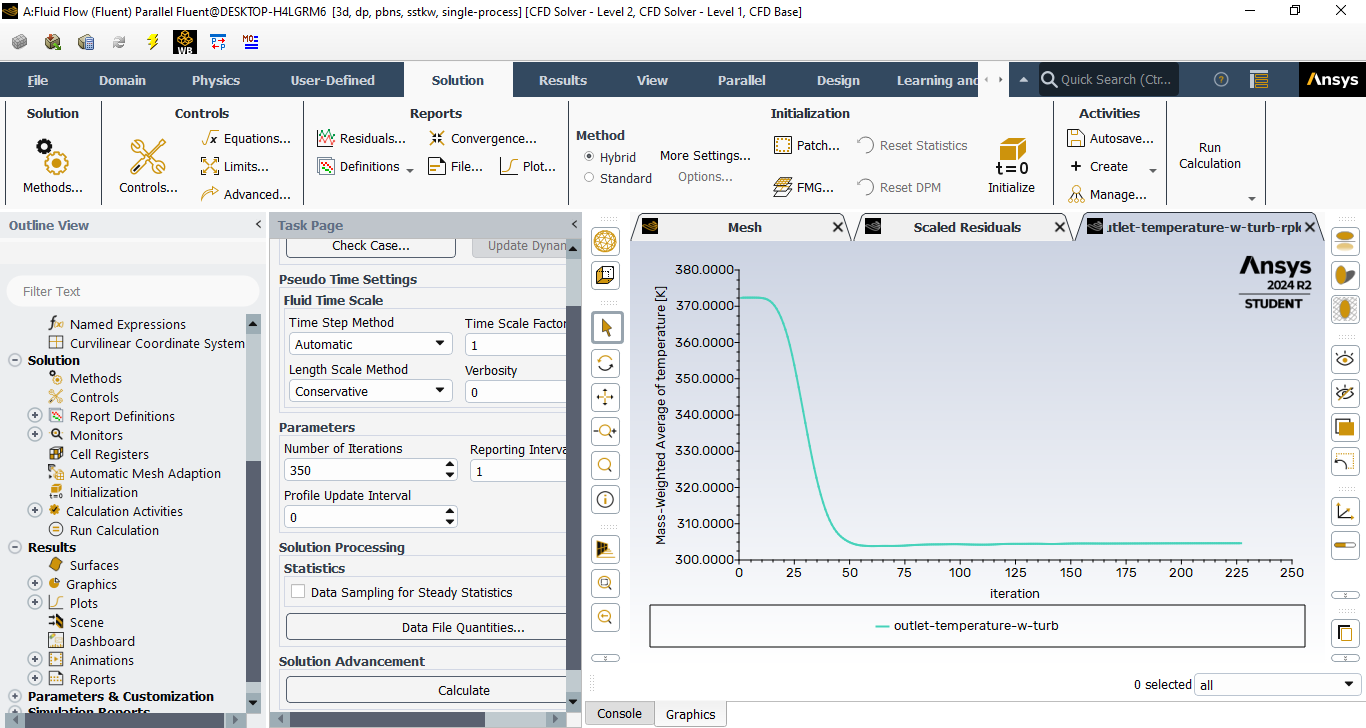 A:Fluid Flow (Fluent) Parallel Fluent@DESKTOP-H4LGRM6 [3d, dp, pbns, sstkw, single-process] [CFD Solver - Level 2, CFD Solver - Level 1, CFD Base]
WB
File Domain Physics User-Defined Solution Results View Parallel Design Learning and Quick Search (Ctr... Ansys
Solution
Methods...
Controls
Controls...
Equations...
Limits...
Advanced...
Reports
Residuals... Convergence...
Definitions File... Plot...
Initialization
Method
Hybrid
Standard
More Settings...
Options...
Patch... Reset Statistics
FMG... Reset DPM
t=0
Initialize
Activities
Autosave...
Create
Manage...
Run
Calculation
Outline View
Filter Text
Named Expressions
Curvilinear Coordinate System
Solution
Methods
Controls
Report Definitions
Monitors
Cell Registers
Automatic Mesh Adaption
Initialization
Calculation Activities
Run Calculation
Results
Surfaces
Graphics
Plots
Scene
Dashboard
Animations
Reports
Parameters & Customization
Simulation Reports
Task Page
Check Case... Update Dynam
Pseudo Time Settings
Fluid Time Scale
Time Step Method Time Scale Factor
Automatic 1
Length Scale Method Verbosity
Conservative 0
Parameters
Number of Iterations Reporting Interva
350 1
Profile Update Interval
0
Solution Processing
Statistics
Data Sampling for Steady Statistics
Data File Quantities...
Solution Advancement
Calculate
Mesh Scaled Residuals utlet-temperature-w-turb-rplo
Ansys
2024 R2
STUDENT
Mass-Weighted Average of temperature [K]
380.0000
370.0000
360.0000
350.0000
340.0000
330.0000
320.0000
310.0000
300.0000
0 25 50 75 100 125 150 175 200 225 250
iteration
outlet-temperature-w-turb
0 selected all
Console Graphics